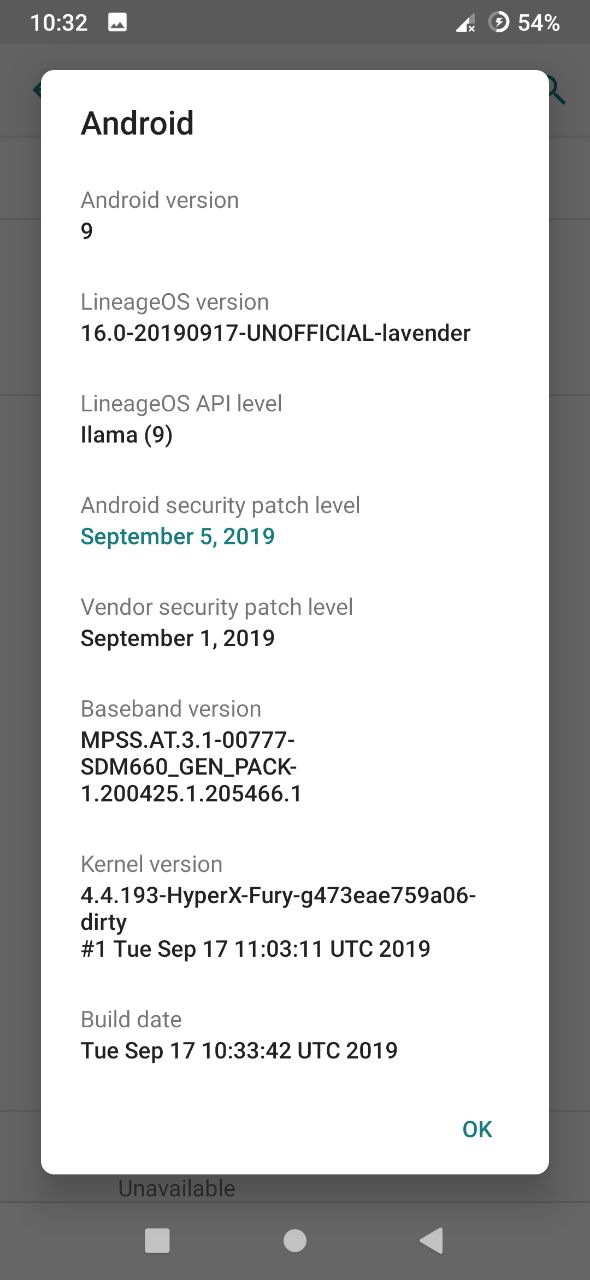 10:32
54%
Android
Android version
9
LineageOS version
16.0-20190917-UNOFFICIAL-lavender
LineageOS API level
llama (9)
Android security patch level
September 5, 2019
Vendor security patch level
September 1, 2019
Baseband version
MPSS.AT.3.1-00777-
SDM660_GEN_PACK-
1.200425.1.205466.1
Kernel version
4.4.193-HyperX-Fury-g473eae759a06-
dirty
#1 Tue Sep 17 11:03:11 UTC 2019
Build date
Tue Sep 17 10:33:42 UTC 2019
OK
Unavailable